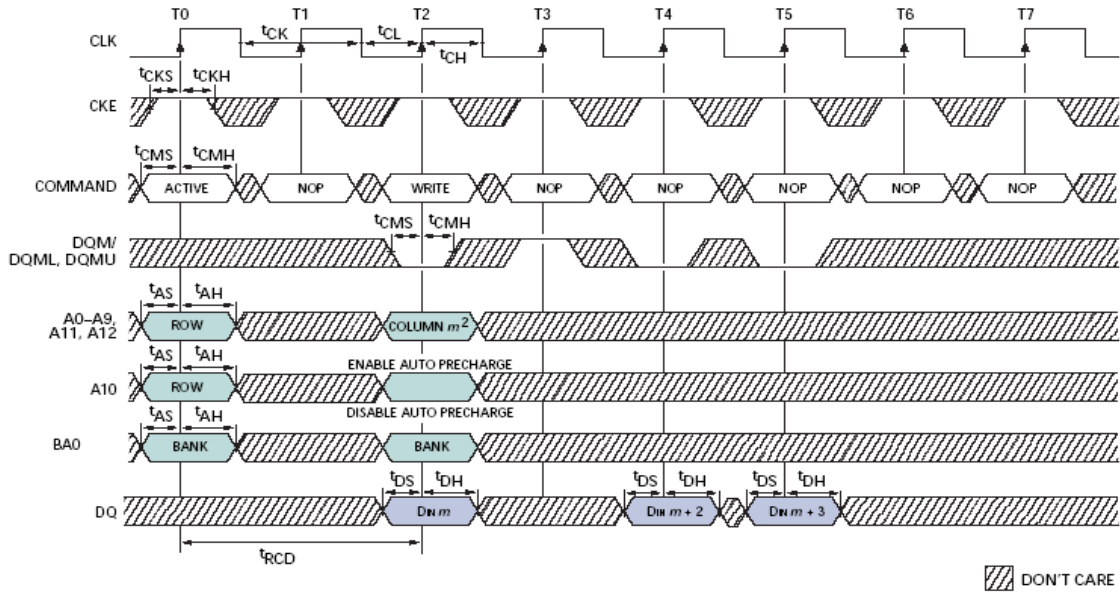 T0 T1 T2 T3 T4 T5 T6 T7
CLK
tCK tCL
tCH
tCKS tCKH
CKE
tCMS tCMH
COMMAND
ACTIVE NOP WRITE NOP NOP NOP NOP NOP
tCMS tCMH
DQM/
DQML, DQMU
tAS tAH
A0–A9,
A11, A12
ROW COLUMN m2
tAS tAH
ENABLE AUTO PRECHARGE
A10
ROW
DISABLE AUTO PRECHARGE
tAS tAH
BA0
BANK BANK
tDS tDH tDS tDH tDS tDH
DQ
DIN m DIN m + 2 DIN m + 3
tRCD
DON'T CARE